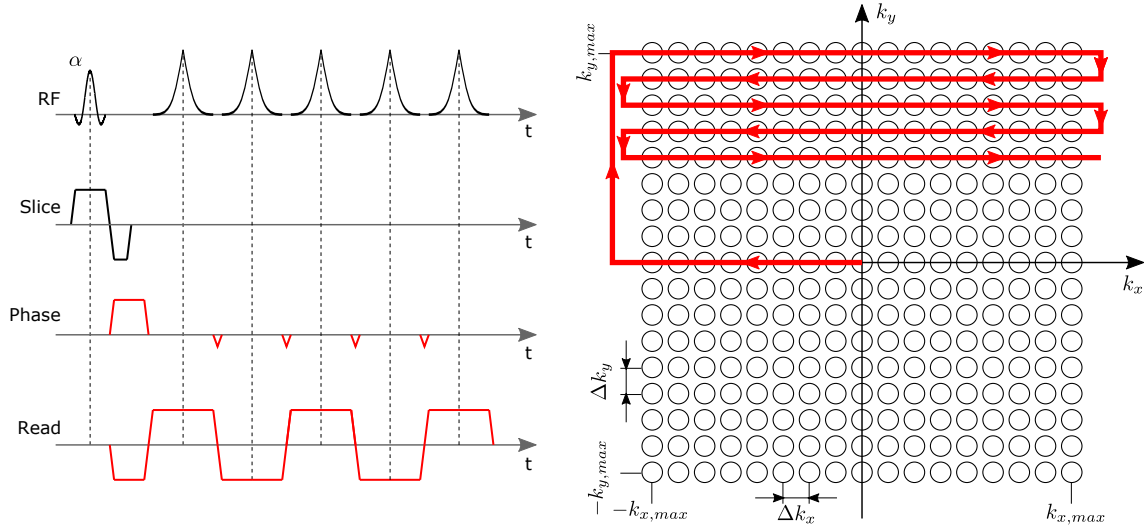 α
RF
t
Slice
t
Phase
t
Read
t
k_y
k_{y,max}
k_x
Δk_y
−k_{y,max}
−k_{x,max}
Δk_x
k_{x,max}